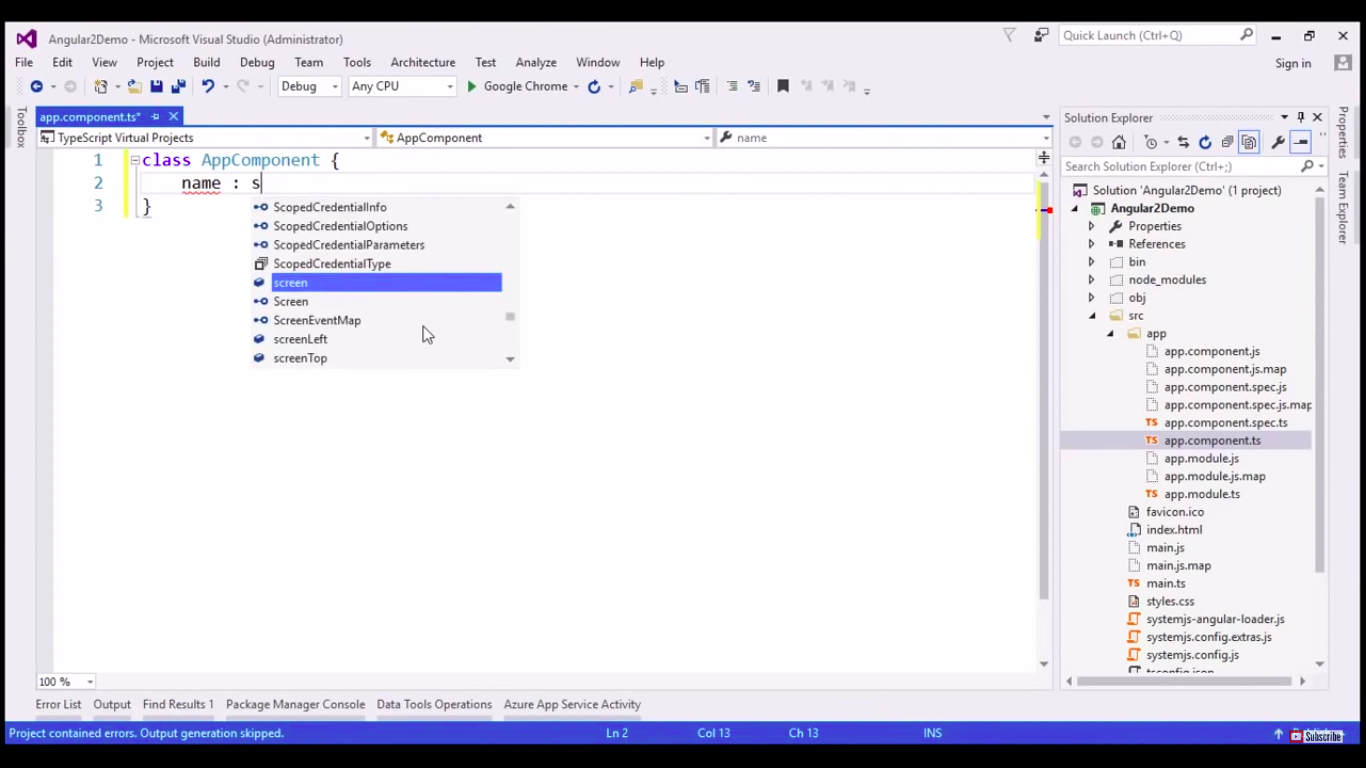 Angular2Demo - Microsoft Visual Studio (Administrator)
Quick Launch (Ctrl+Q)
File Edit View Project Build Debug Team Tools Architecture Test Analyze Window Help
Sign in
Debug Any CPU Google Chrome
Toolbox
app.component.ts*
TypeScript Virtual Projects AppComponent name
1 class AppComponent {
2 name : s
3 }
ScopedCredentialInfo
ScopedCredentialOptions
ScopedCredentialParameters
ScopedCredentialType
screen
Screen
ScreenEventMap
screenLeft
screenTop
100 %
Solution Explorer
Search Solution Explorer (Ctrl+;)
Solution 'Angular2Demo' (1 project)
Angular2Demo
Properties
References
bin
node_modules
obj
src
app
app.component.js
app.component.js.map
app.component.spec.js
app.component.spec.js.map
app.component.spec.ts
app.component.ts
app.module.js
app.module.js.map
app.module.ts
favicon.ico
index.html
main.js
main.js.map
main.ts
styles.css
systemjs-angular-loader.js
systemjs.config.extras.js
systemjs.config.js
tsconfig.json
Properties
Team Explorer
Error List Output Find Results 1 Package Manager Console Data Tools Operations Azure App Service Activity
Project contained errors. Output generation skipped. Ln 2 Col 13 Ch 13 INS
Subscribe